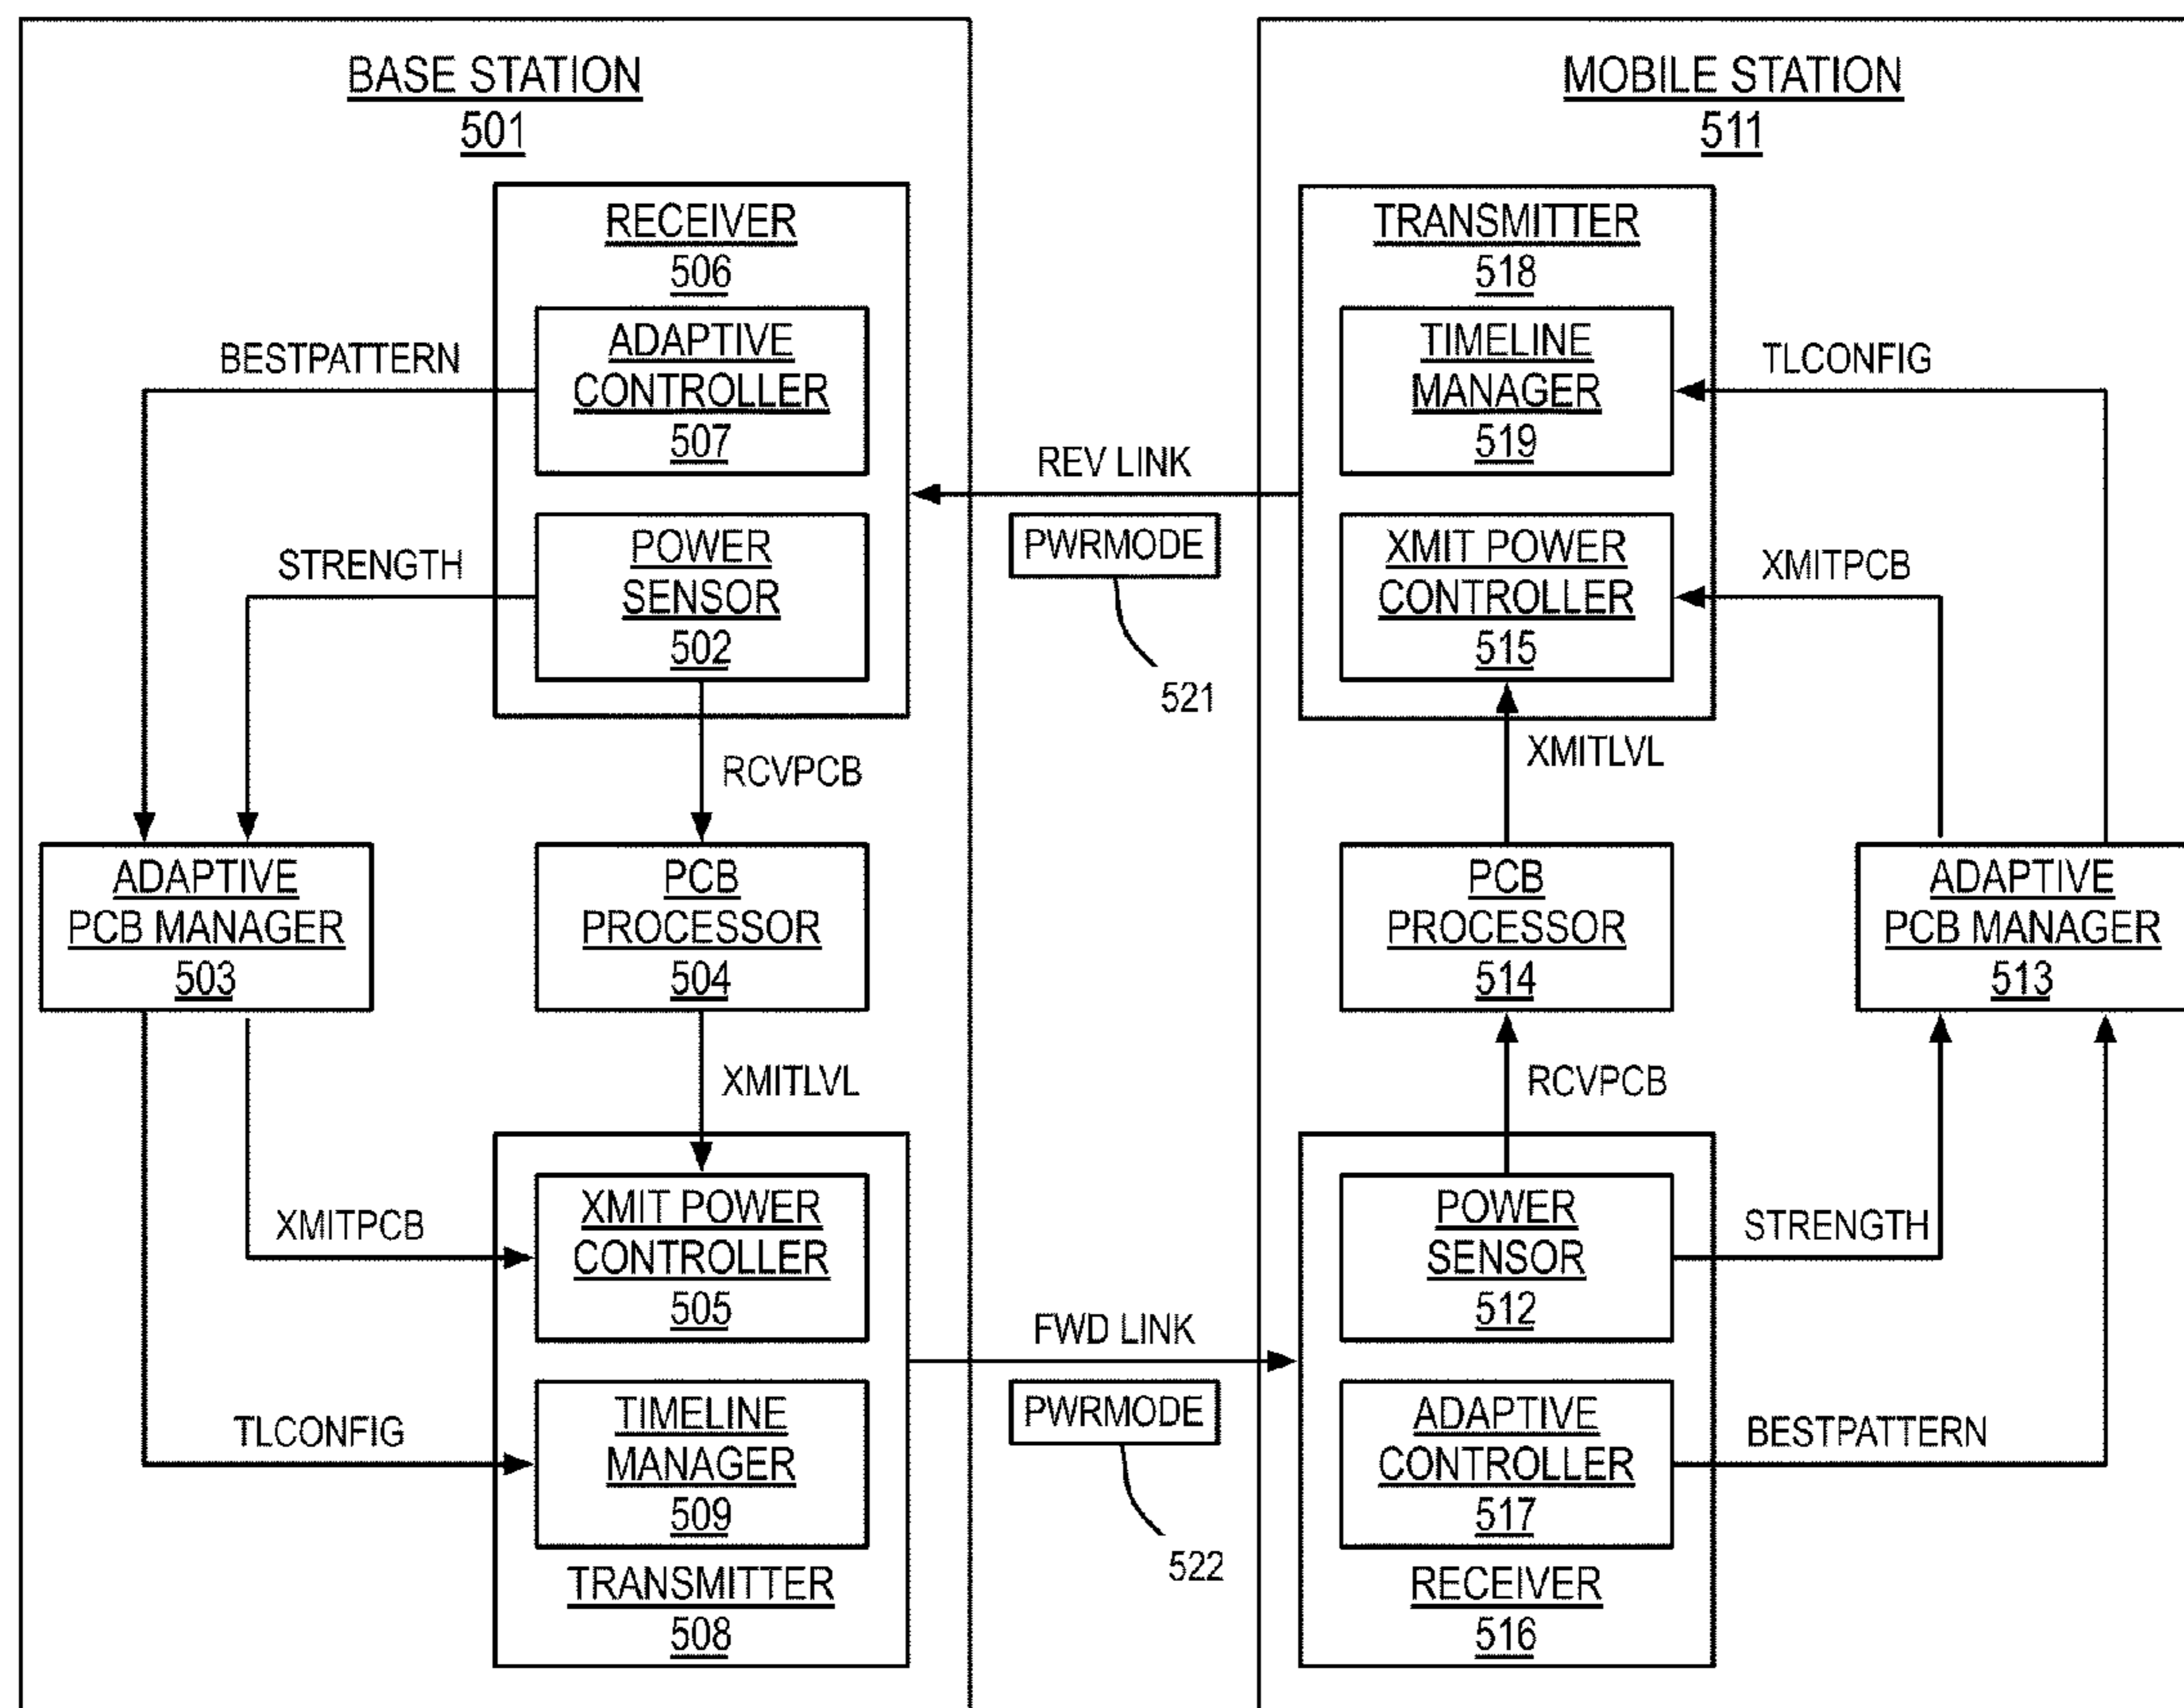 BASE STATION
501
RECEIVER
506
ADAPTIVE
CONTROLLER
507
BESTPATTERN
POWER
SENSOR
502
STRENGTH
RCVPCB
ADAPTIVE
PCB MANAGER
503
PCB
PROCESSOR
504
XMITLVL
XMIT POWER
CONTROLLER
505
XMITPCB
TIMELINE
MANAGER
509
TLCONFIG
TRANSMITTER
508
REV LINK
PWRMODE
521
FWD LINK
PWRMODE
522
MOBILE STATION
511
TRANSMITTER
518
TIMELINE
MANAGER
519
TLCONFIG
XMIT POWER
CONTROLLER
515
XMITPCB
XMITLVL
PCB
PROCESSOR
514
ADAPTIVE
PCB MANAGER
513
RCVPCB
POWER
SENSOR
512
STRENGTH
ADAPTIVE
CONTROLLER
517
BESTPATTERN
RECEIVER
516